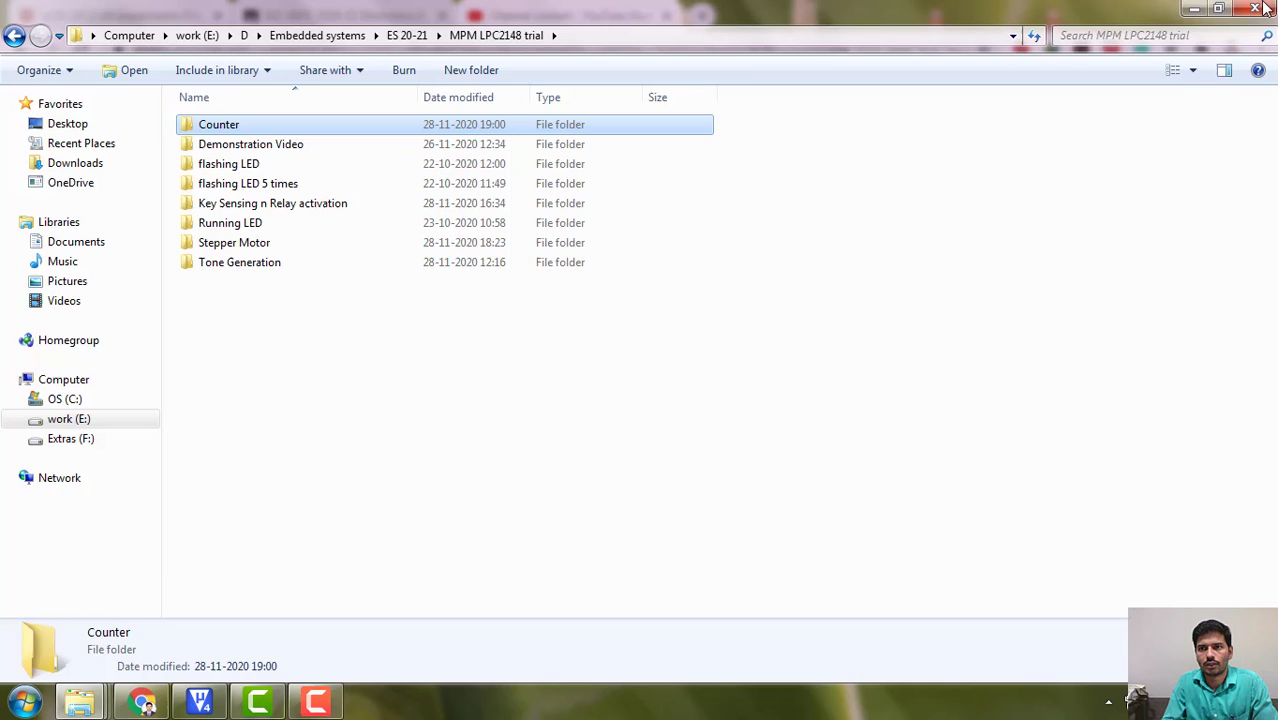 Computer work (E:) D Embedded systems ES 20-21 MPM LPC2148 trial Search MPM LPC2148 trial
Organize Open Include in library Share with Burn New folder
Name Date modified Type Size
Favorites
Desktop
Recent Places
Downloads
OneDrive
Libraries
Documents
Music
Pictures
Videos
Homegroup
Computer
OS (C:)
work (E:)
Extras (F:)
Network
Counter 28-11-2020 19:00 File folder
Demonstration Video 26-11-2020 12:34 File folder
flashing LED 22-10-2020 12:00 File folder
flashing LED 5 times 22-10-2020 11:49 File folder
Key Sensing n Relay activation 28-11-2020 16:34 File folder
Running LED 23-10-2020 10:58 File folder
Stepper Motor 28-11-2020 18:23 File folder
Tone Generation 28-11-2020 12:16 File folder
Counter
File folder
Date modified: 28-11-2020 19:00